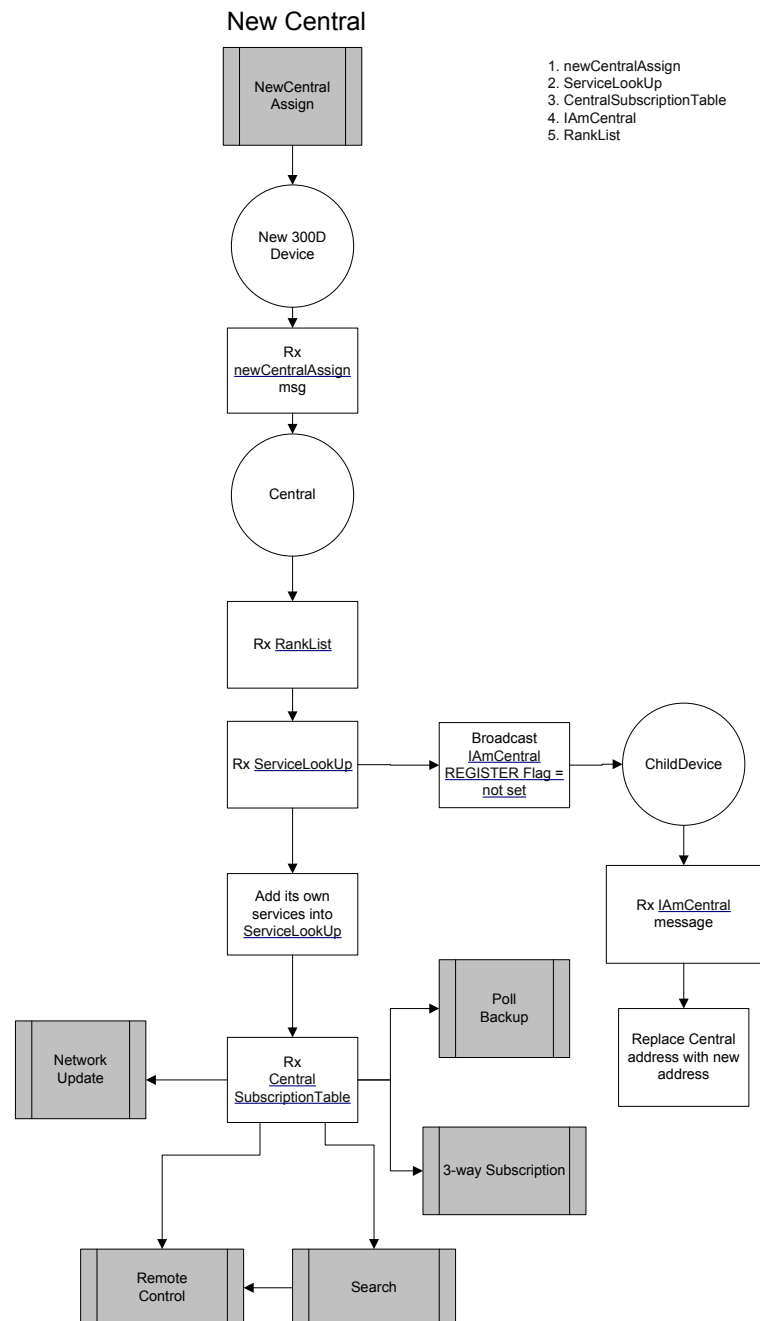 New Central
NewCentral
Assign
1. newCentralAssign
2. ServiceLookUp
3. CentralSubscriptionTable
4. IAmCentral
5. RankList
New 300D
Device
Rx
newCentralAssign
msg
Central
Rx RankList
Rx ServiceLookUp
Broadcast
IAmCentral
REGISTER Flag =
not set
ChildDevice
Add its own
services into
ServiceLookUp
Rx IAmCentral
message
Poll
Backup
Replace Central
address with new
address
Network
Update
Rx
Central
SubscriptionTable
3-way Subscription
Remote
Control
Search